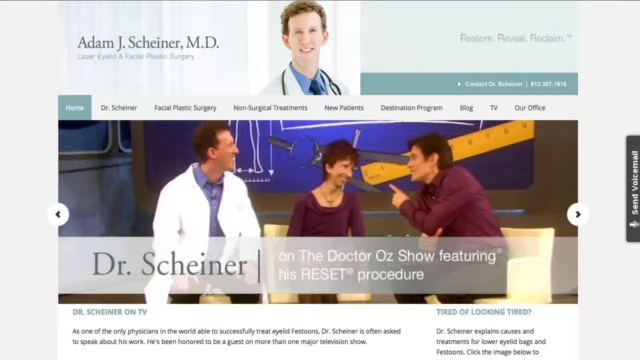 Adam J. Scheiner, M.D.
Laser Eyelid & Facial Plastic Surgery
Restore. Reveal. Reclaim.™
Contact Dr. Scheiner | 813.367.1915
Home Dr. Scheiner Facial Plastic Surgery Non-Surgical Treatments New Patients Destination Program Blog TV Our Office
Send Voicemail
Dr. Scheiner | on The Doctor Oz Show featuring
his RESET® procedure
DR. SCHEINER ON TV
As one of the only physicians in the world able to successfully treat eyelid Festoons, Dr. Scheiner is often asked
to speak about his work. He's been honored to be a guest on more than one major television show.
TIRED OF LOOKING TIRED?
Dr. Scheiner explains causes and
treatments for lower eyelid bags and
Festoons. Click the image below to